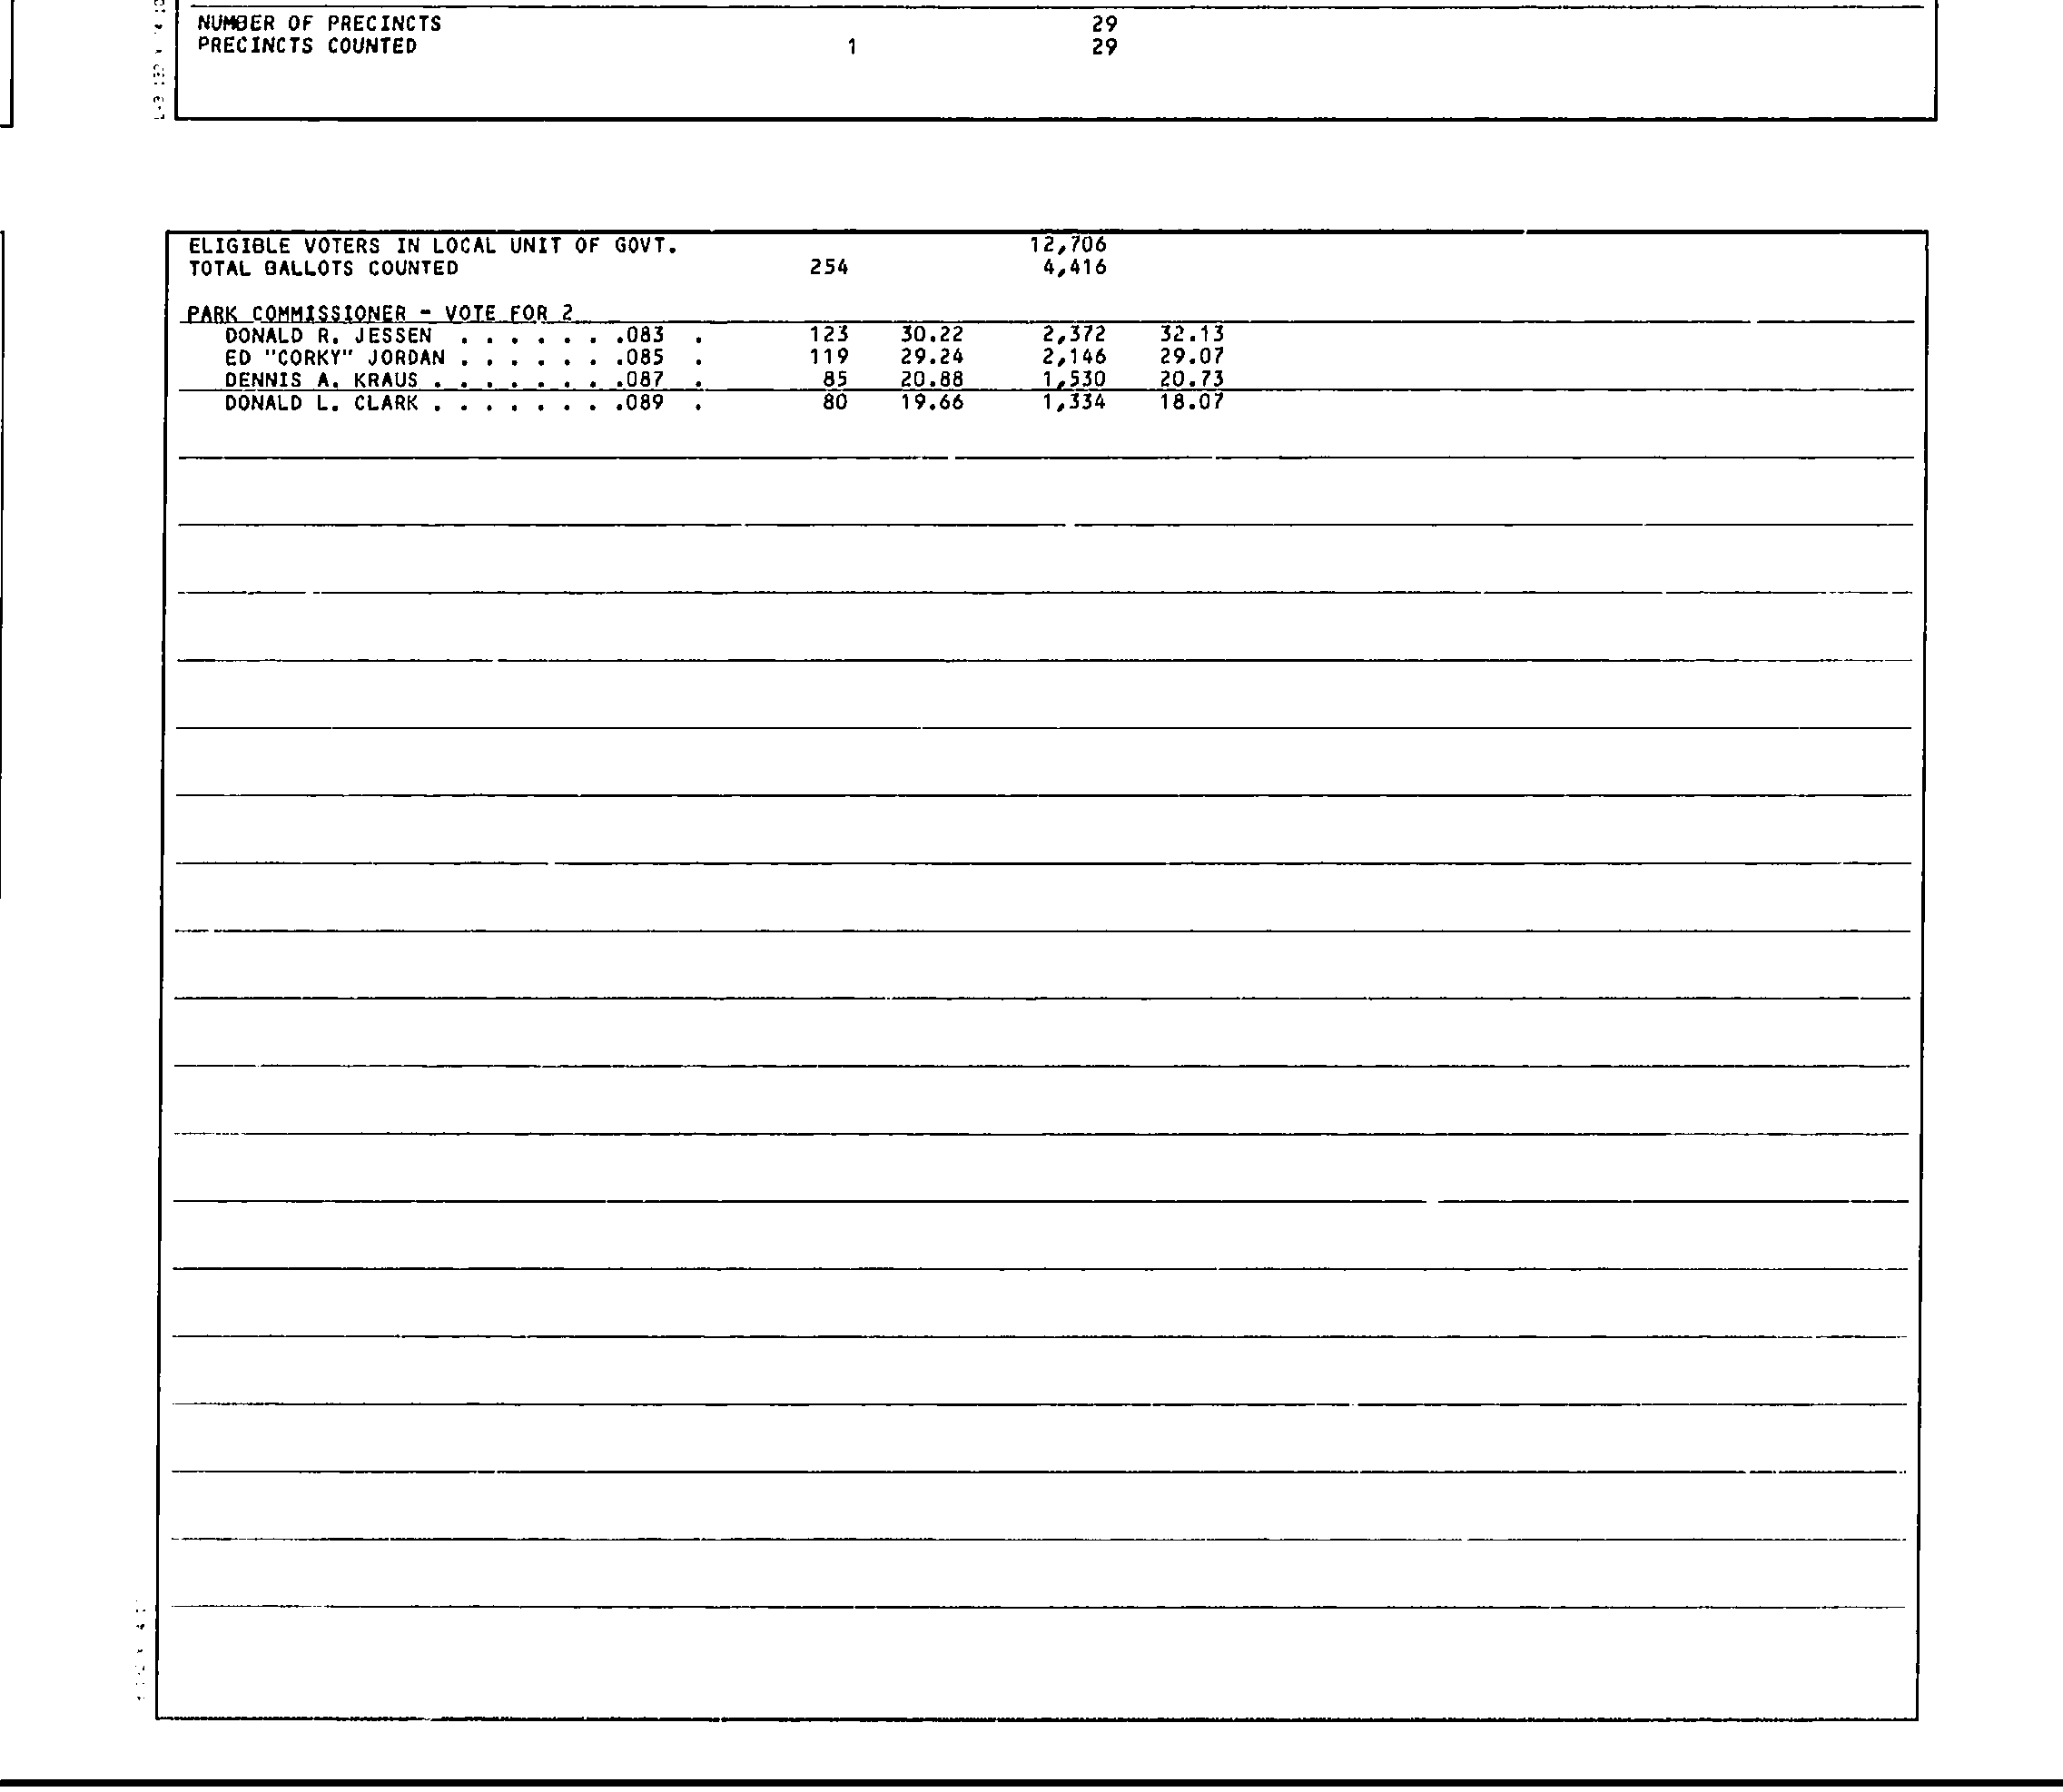 NUMBER OF PRECINCTS 29
PRECINCTS COUNTED 1 29
ELIGIBLE VOTERS IN LOCAL UNIT OF GOVT. 12,706
TOTAL BALLOTS COUNTED 254 4,416
PARK COMMISSIONER - VOTE FOR 2
DONALD R. JESSEN . . . . . . .083 . 123 30.22 2,372 32.13
ED "CORKY" JORDAN . . . . . . .085 . 119 29.24 2,146 29.07
DENNIS A. KRAUS . . . . . . . .087 . 85 20.88 1,530 20.73
DONALD L. CLARK . . . . . . . .089 . 80 19.66 1,334 18.07